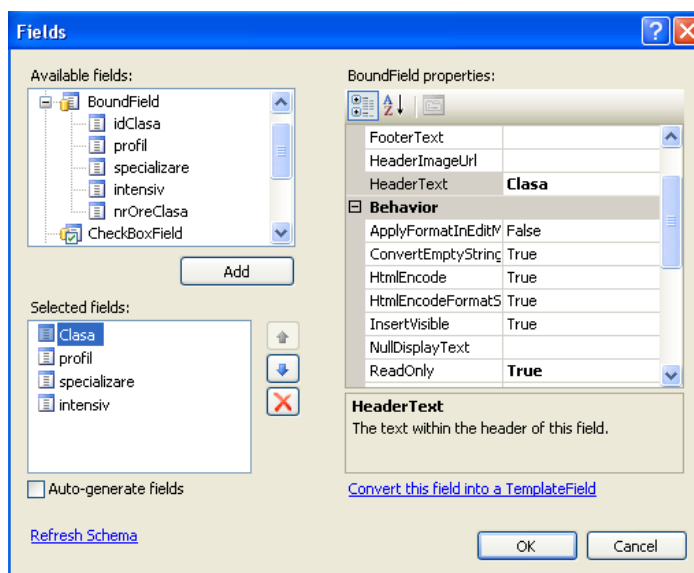 Fields
Available fields:
BoundField
idClasa
profil
specializare
intensiv
nrOreClasa
CheckBoxField
Add
Selected fields:
Clasa
profil
specializare
intensiv
Auto-generate fields
Refresh Schema
BoundField properties:
FooterText
HeaderImageUrl
HeaderText Clasa
Behavior
ApplyFormatInEditM False
ConvertEmptyString True
HtmlEncode True
HtmlEncodeFormatS True
InsertVisible True
NullDisplayText
ReadOnly True
HeaderText
The text within the header of this field.
Convert this field into a TemplateField
OK Cancel